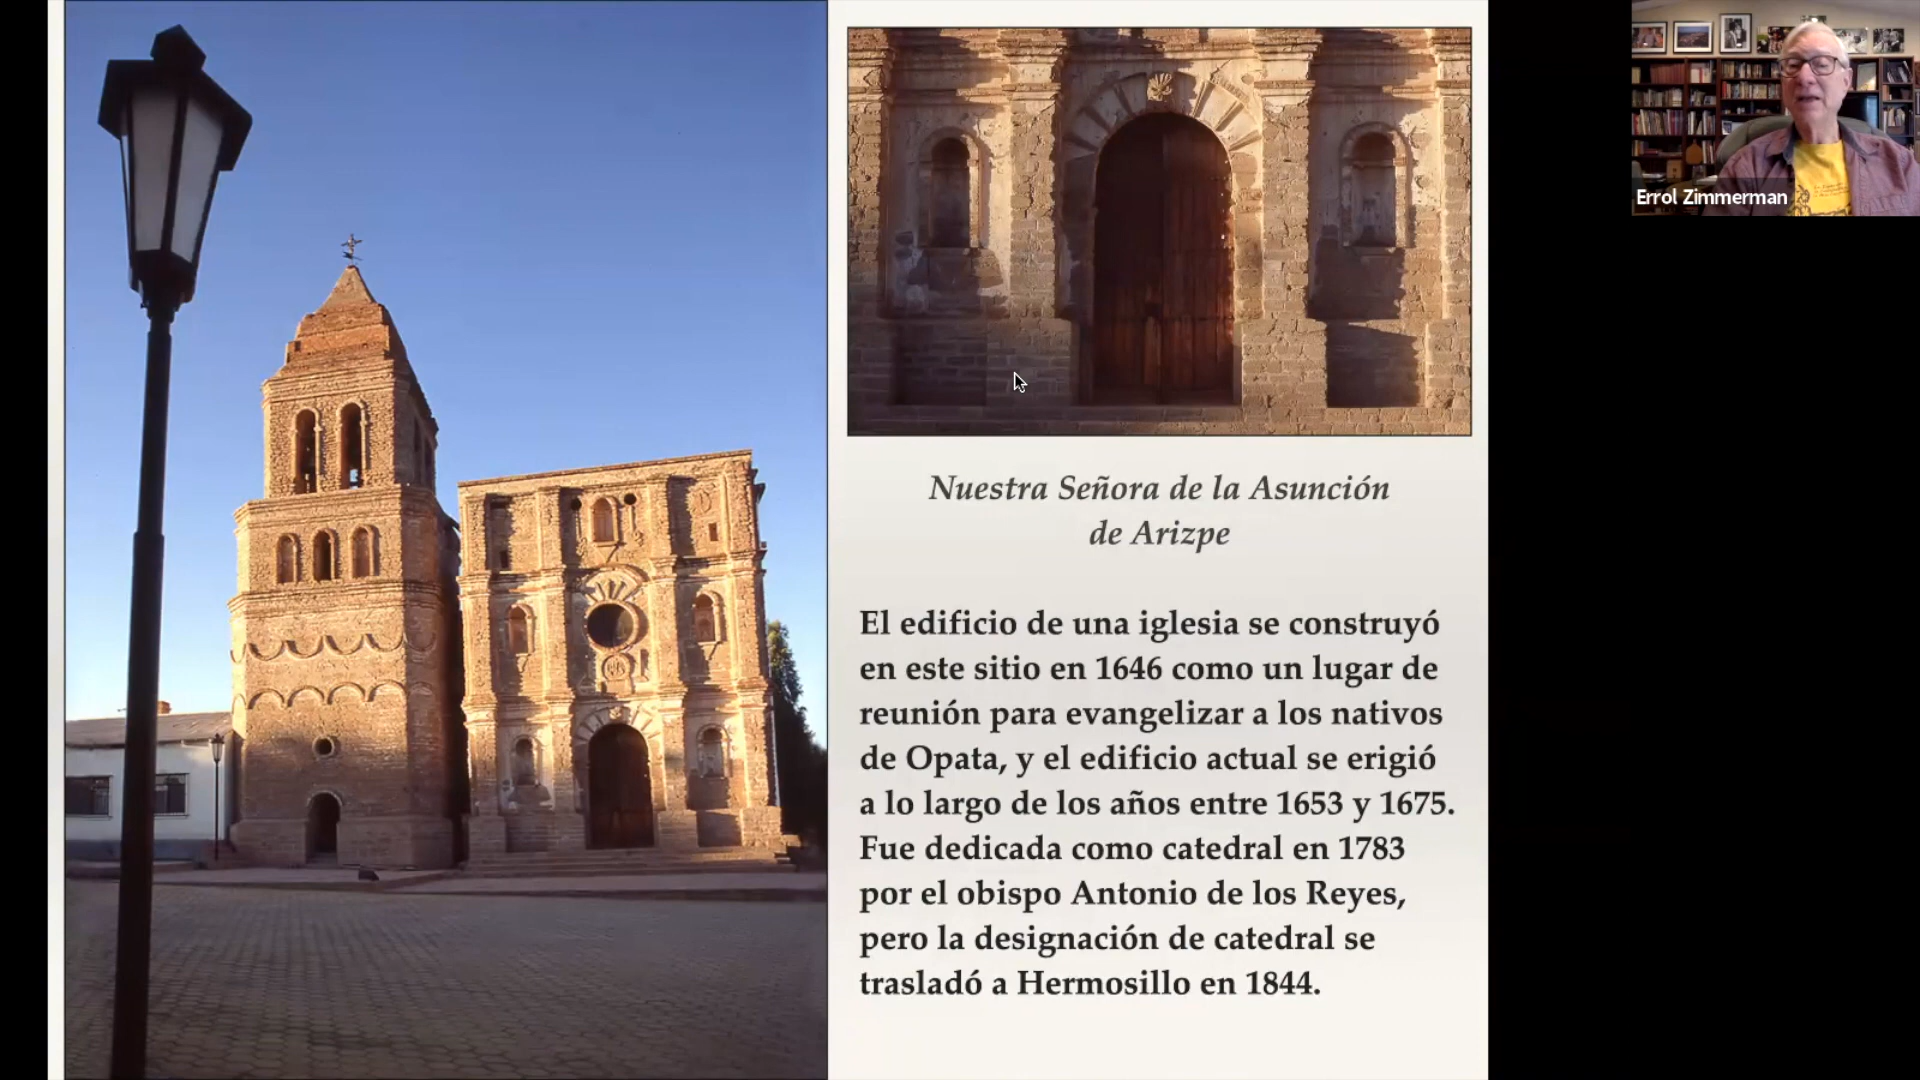 Nuestra Señora de la Asunción
de Arizpe
El edificio de una iglesia se construyó
en este sitio en 1646 como un lugar de
reunión para evangelizar a los nativos
de Opata, y el edificio actual se erigió
a lo largo de los años entre 1653 y 1675.
Fue dedicada como catedral en 1783
por el obispo Antonio de los Reyes,
pero la designación de catedral se
trasladó a Hermosillo en 1844.
Errol Zimmerman